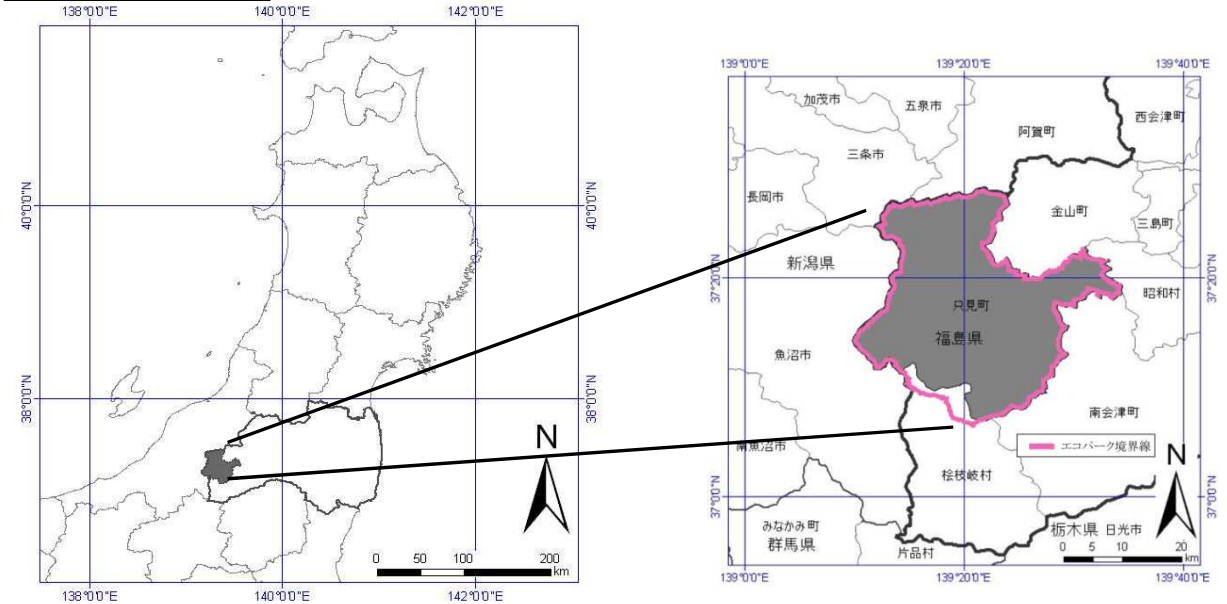 138°0'0"E
140°0'0"E
142°0'0"E
40°0'0"N
40°0'0"N
38°0'0"N
38°0'0"N
N
0 50 100 200
km
138°0'0"E
140°0'0"E
142°0'0"E
139°0'0"E
139°20'0"E
139°40'0"E
加茂市
五泉市
阿賀町
西会津町
三条市
長岡市
金山町
三島町
新潟県
37°20'0"N
37°20'0"N
昭和村
只見町
福島県
魚沼市
南会津町
エコパーク境界線
南魚沼市
桧枝岐村
N
37°0'0"N
37°0'0"N
みなかみ町
群馬県
片品村
栃木県 日光市
0 5 10 20
km
139°0'0"E
139°20'0"E
139°40'0"E